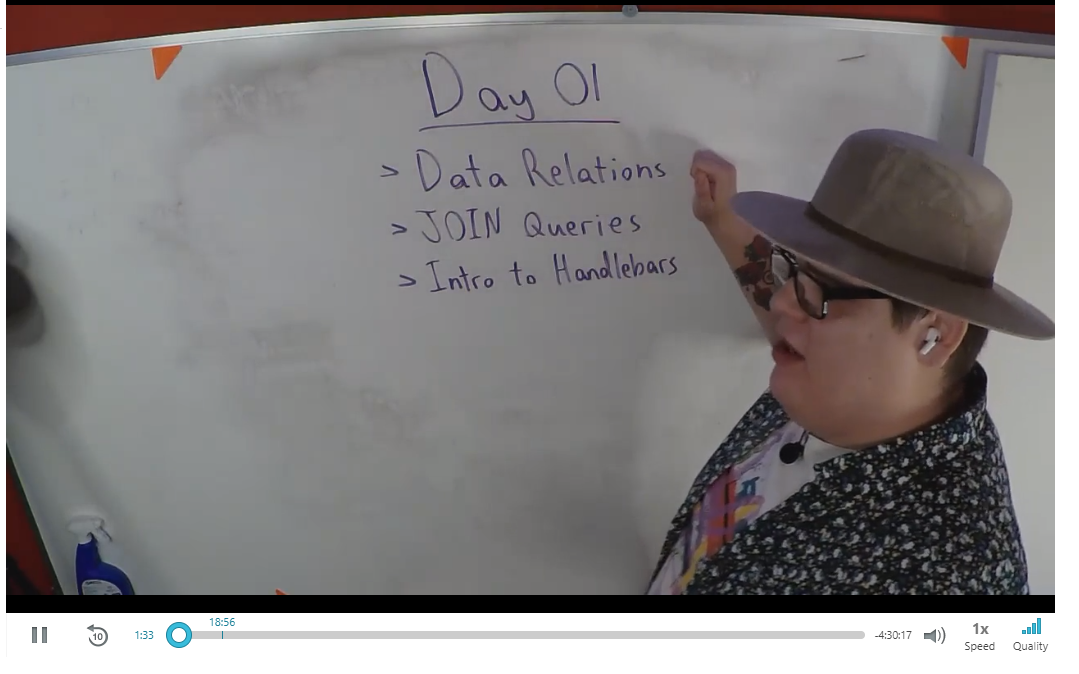 Day 01
> Data Relations
> JOIN Queries
> Intro to Handlebars
18:56
10
1:33
-4:30:17
1x
Speed
Quality